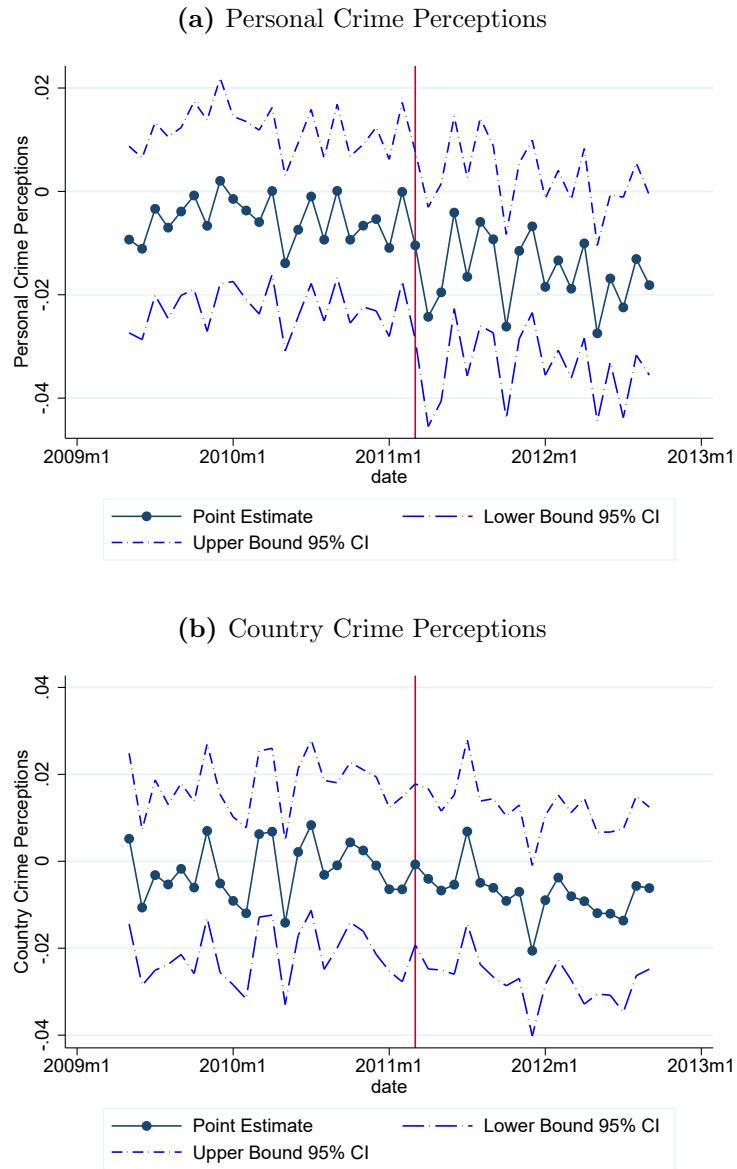 (a) Personal Crime Perceptions
Personal Crime Perceptions
.02
0
-.02
-.04
2009m1 2010m1 2011m1 2012m1 2013m1
date
Point Estimate Lower Bound 95% CI
Upper Bound 95% CI
(b) Country Crime Perceptions
Country Crime Perceptions
.04
.02
0
-.02
-.04
2009m1 2010m1 2011m1 2012m1 2013m1
date
Point Estimate Lower Bound 95% CI
Upper Bound 95% CI